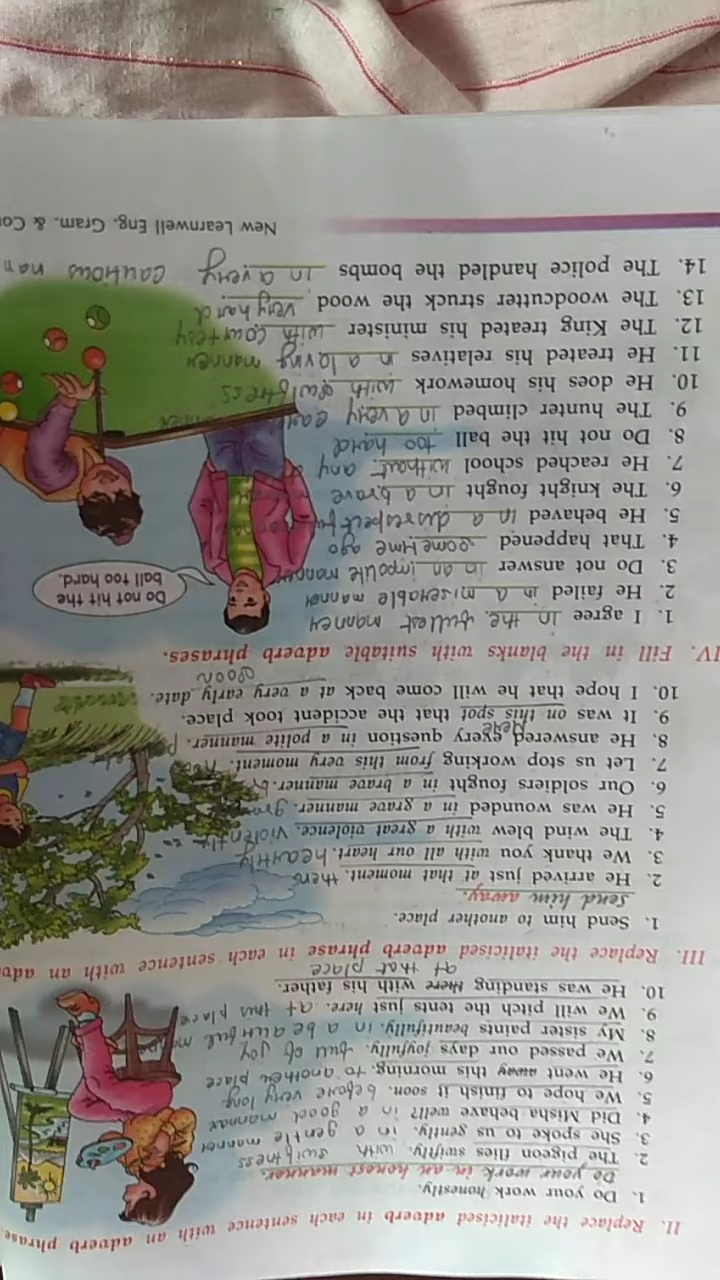 II. Replace the italicised adverb in each sentence with an adverb phrase.
1. Do your work honestly.
Do your work in an honest manner.
2. The pigeon flies swiftly. with swiftness
3. She spoke to us gently. in a gentle manner
4. Did Misha behave well? in a good mannar
5. We hope to finish it soon. before very long.
6. He went away this morning. to another place
7. We passed our days joyfully. full of joy
8. My sister paints beautifully. in a beautiful
9. We will pitch the tents just here. at this place
10. He was standing there with his father.
at that place
III. Replace the italicised adverb phrase in each sentence with an
1. Send him to another place.
Send him away.
2. He arrived just at that moment. there
3. We thank you with all our heart. heartily
4. The wind blew with a great violence. violently
5. He was wounded in a grave manner.
6. Our soldiers fought in a brave manner.
7. Let us stop working from this very moment.
8. He answered every question in a polite manner.
here
9. It was on this spot that the accident took place.
10. I hope that he will come back at a very early date.
soon
IV. Fill in the blanks with suitable adverb phrases.
1. I agree in the fullest manner
2. He failed in a miserable manner
3. Do not answer in an impolite manner
4. That happened some time ago
5. He behaved in a disrespectful
6. The knight fought in a brave
7. He reached school without any
8. Do not hit the ball too hard
9. The hunter climbed in a very
10. He does his homework with swiftness
11. He treated his relatives in a loving manner
12. The King treated his minister with courtesy
13. The woodcutter struck the wood very hard
14. The police handled the bombs in a very cautious
Do not hit the
ball too hard.
New Learnwell Eng. Gram. &